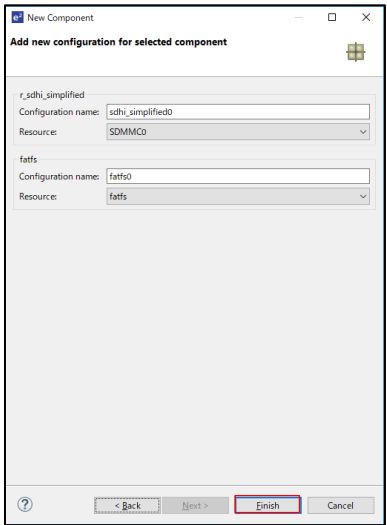 e² New Component
Add new configuration for selected component
r_sdhi_simplified
Configuration name: sdhi_simplified0
Resource: SDMMC0
fatfs
Configuration name: fatfs0
Resource: fatfs
?
< Back Next > Finish Cancel